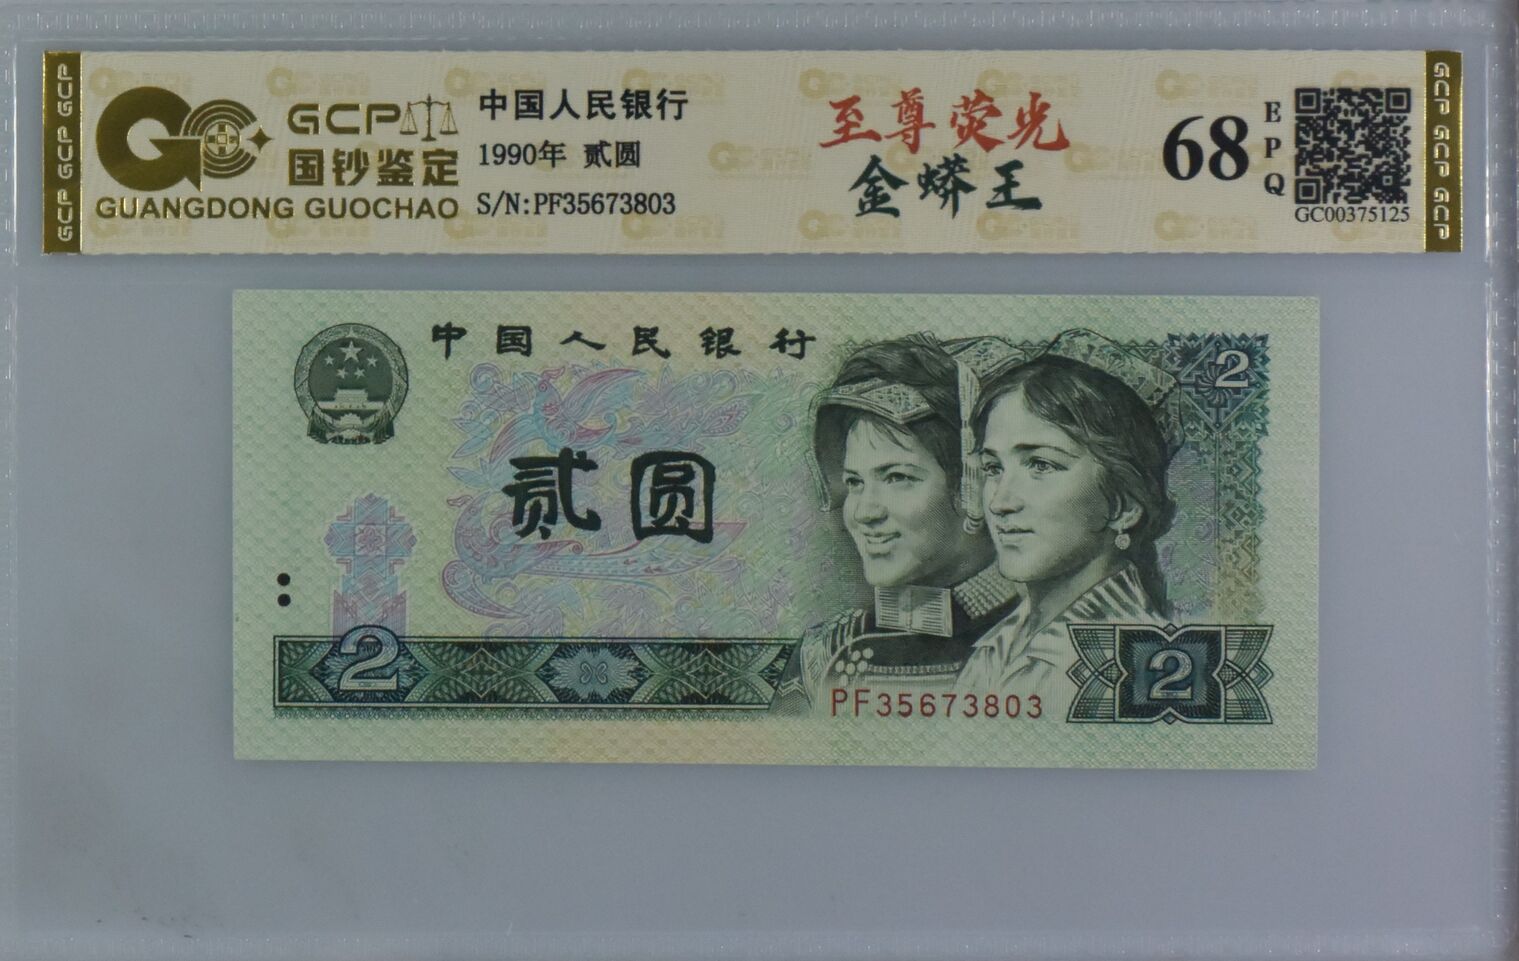 GCP GCP GCP
GCP
国钞鉴定
GUANGDONG GUOCHAO
中国人民银行
1990年 贰圆
S/N:PF35673803
至尊荧光
金蟒王
68
EPQ
GC00375125
GCP GCP GCP
中国人民银行
2
贰圆
2
PF35673803
2